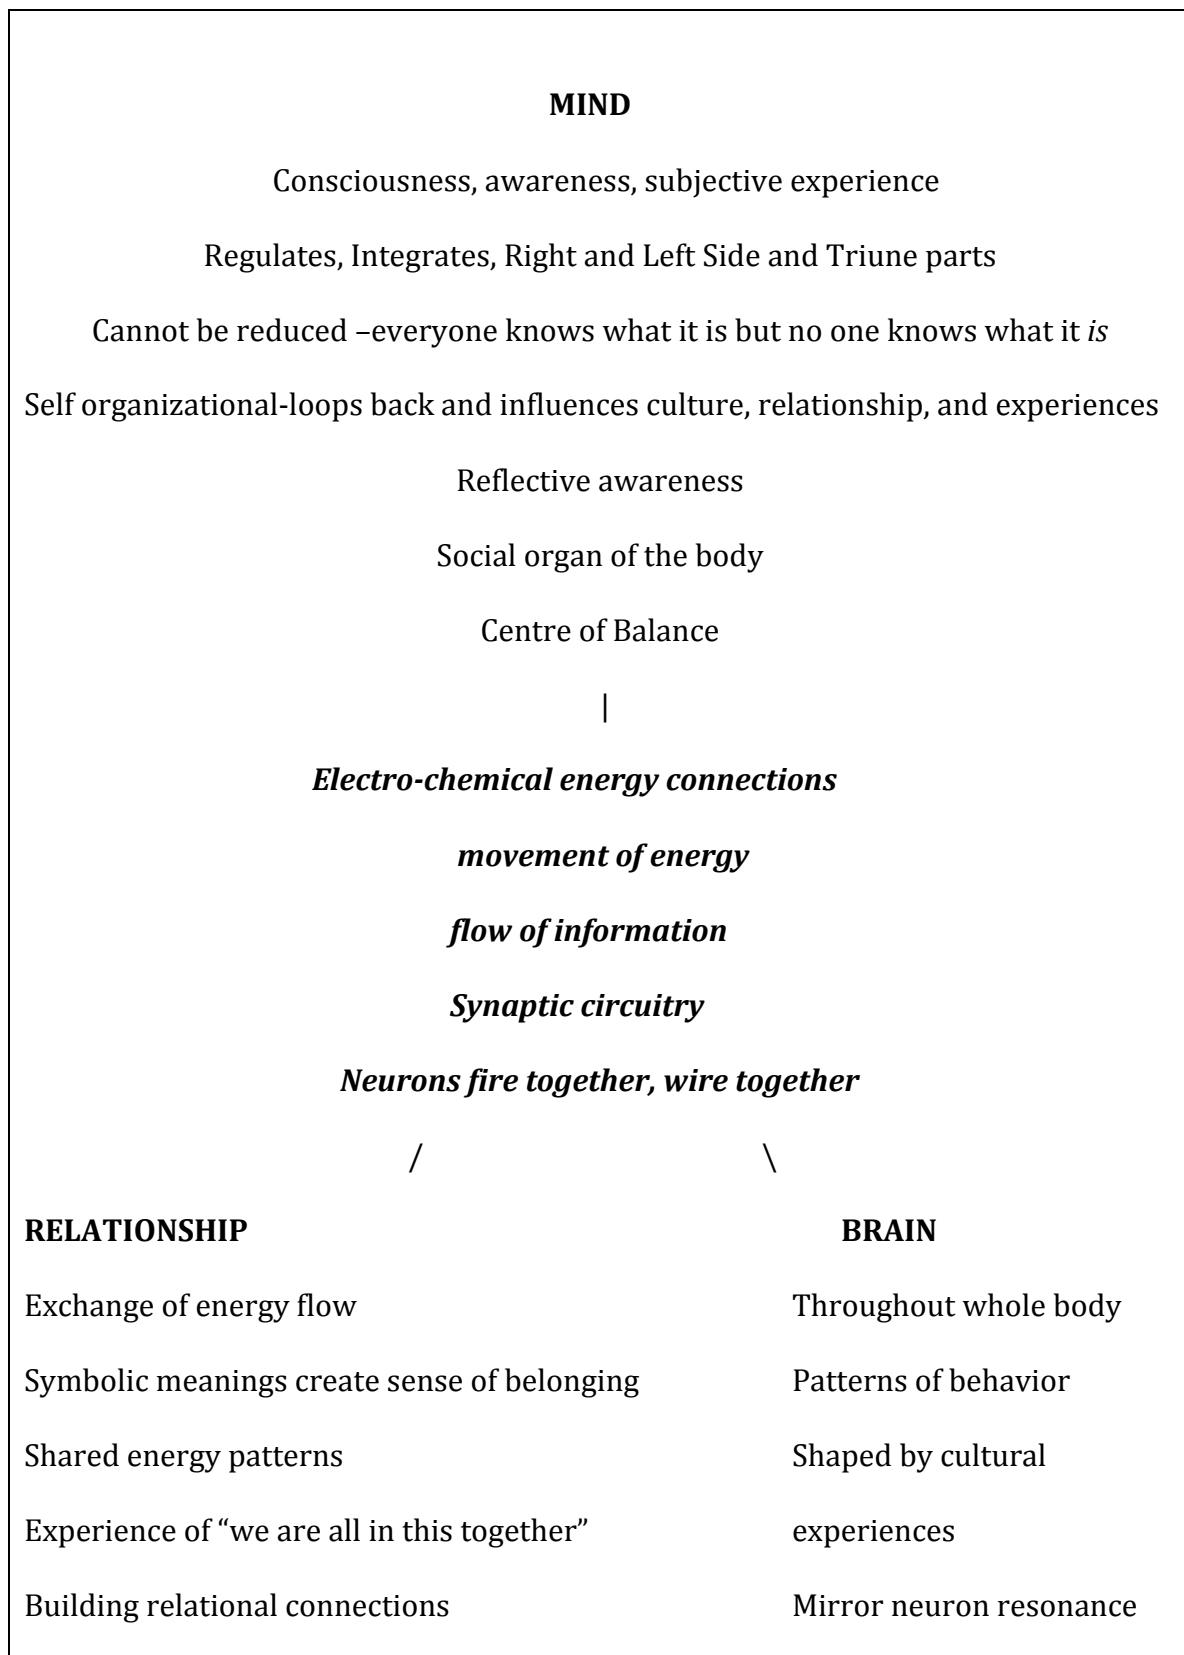 MIND
Consciousness, awareness, subjective experience
Regulates, Integrates, Right and Left Side and Triune parts
Cannot be reduced –everyone knows what it is but no one knows what it is
Self organizational-loops back and influences culture, relationship, and experiences
Reflective awareness
Social organ of the body
Centre of Balance
|
Electro-chemical energy connections
movement of energy
flow of information
Synaptic circuitry
Neurons fire together, wire together
/ \
RELATIONSHIP BRAIN
Exchange of energy flow Throughout whole body
Symbolic meanings create sense of belonging Patterns of behavior
Shared energy patterns Shaped by cultural
Experience of “we are all in this together” experiences
Building relational connections Mirror neuron resonance